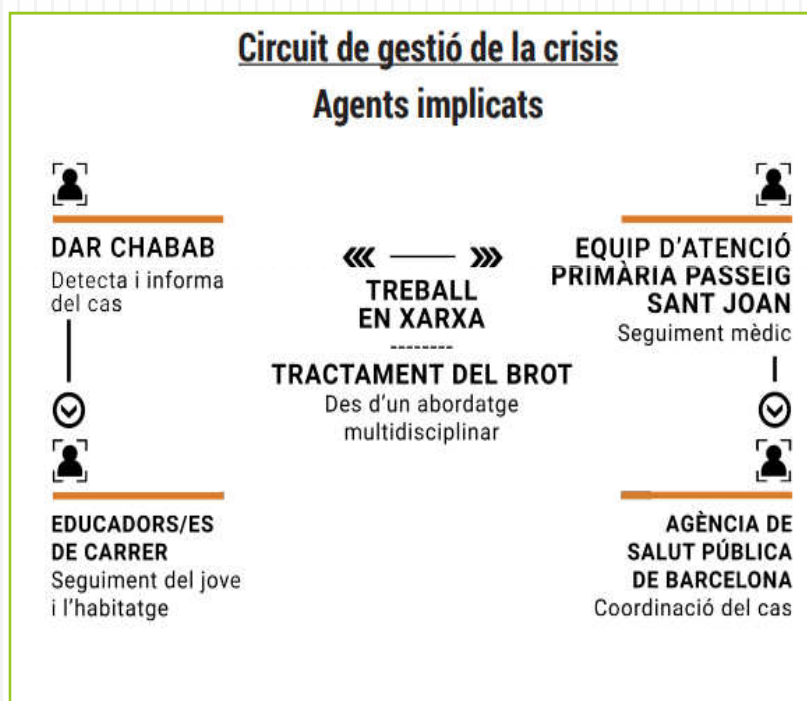 Circuit de gestió de la crisis
Agents implicats
DAR CHABAB
Detecta i informa
del cas
EDUCADORS/ES
DE CARRER
Seguiment del jove
i l'habitatge
TREBALL
EN XARXA
--------
TRACTAMENT DEL BROT
Des d'un abordatge
multidisciplinar
EQUIP D'ATENCIÓ
PRIMÀRIA PASSEIG
SANT JOAN
Seguiment mèdic
AGÈNCIA DE
SALUT PÚBLICA
DE BARCELONA
Coordinació del cas